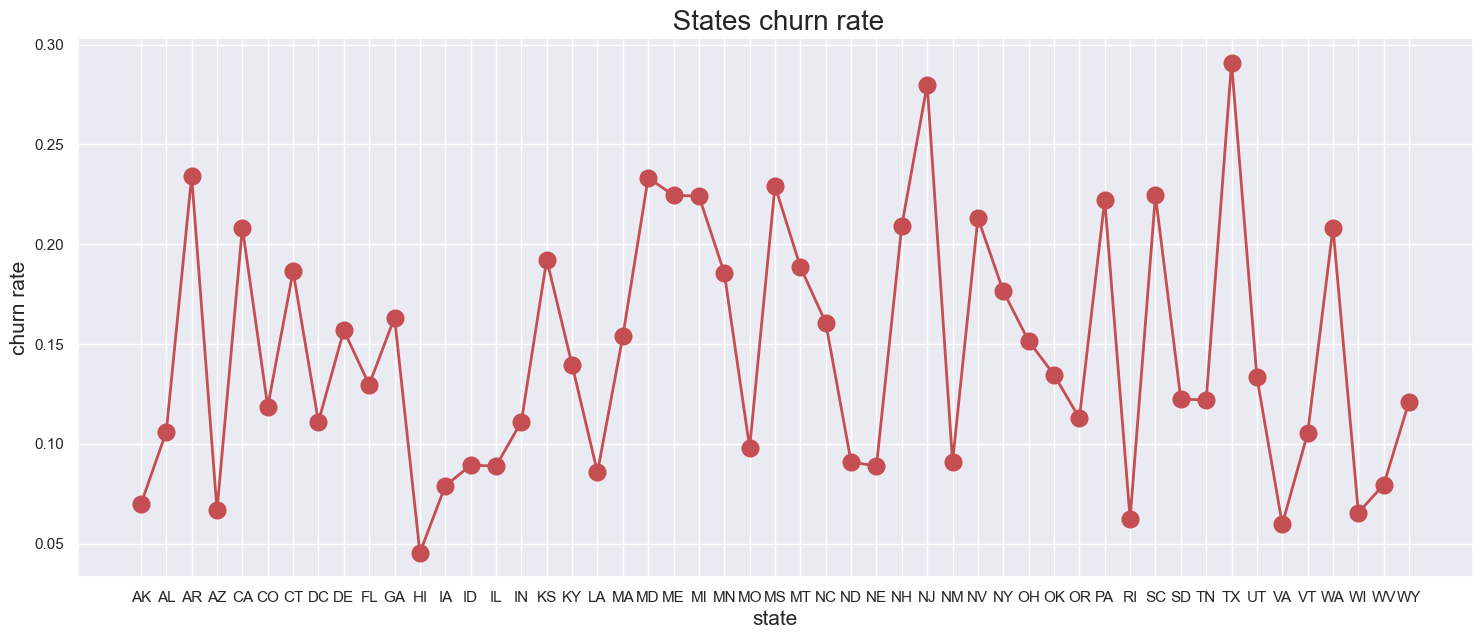 States churn rate
0.30
0.25
0.20
0.15
0.10
0.05
churn rate
AK AL AR AZ CA CO CT DC DE FL GA HI IA ID IL IN KS KY LA MA MD ME MI MN MO MS MT NC ND NE NH NJ NM NV NY OH OK OR PA RI SC SD TN TX UT VA VT WA WI WV WY
state